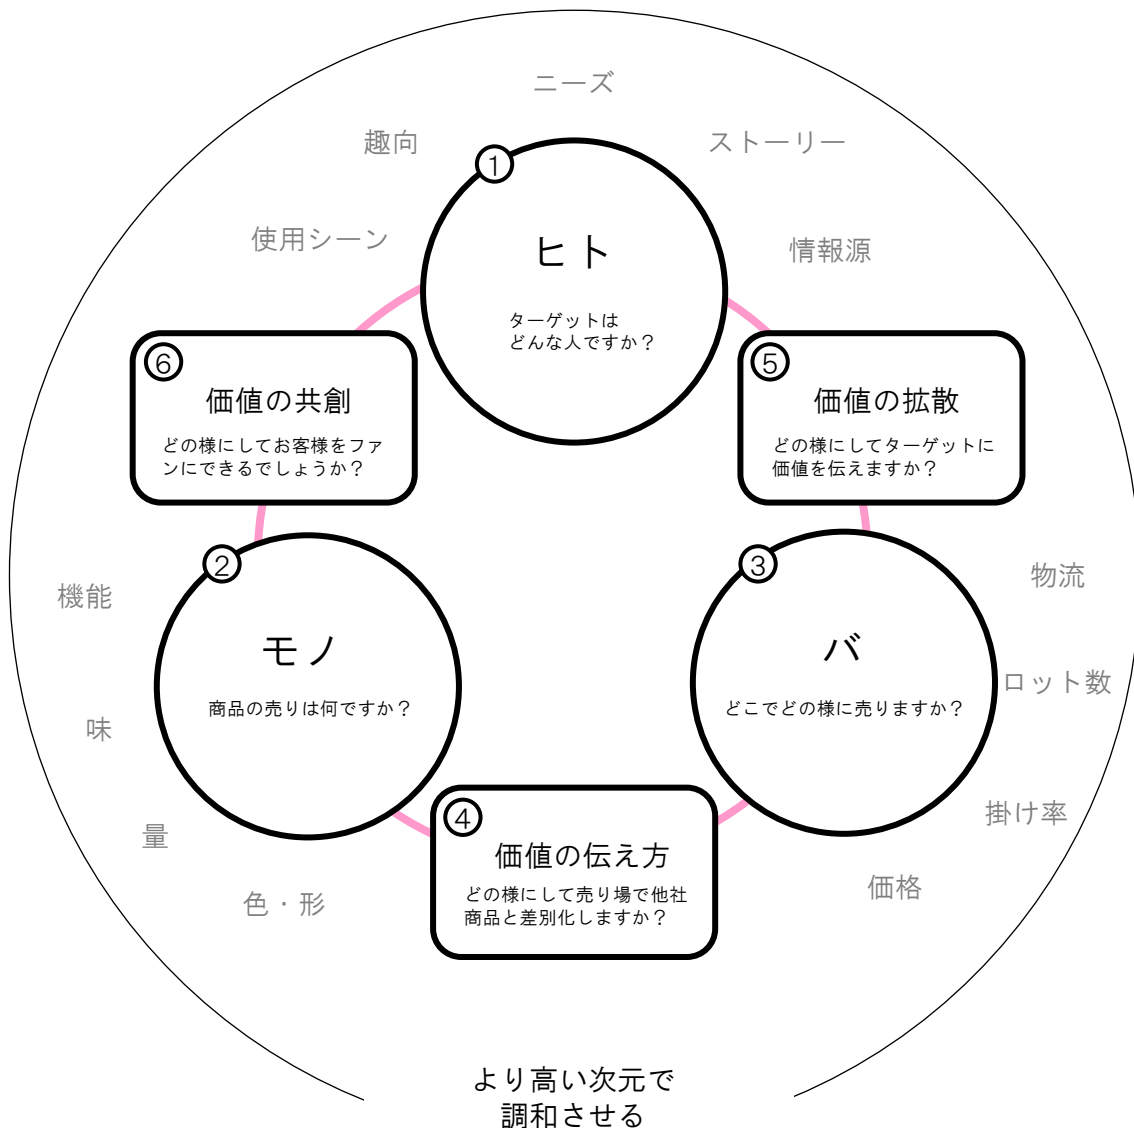 ニーズ
趣向
ストーリー
使用シーン
情報源
①
ヒト
ターゲットは
どんな人ですか？
⑥
価値の共創
どの様にしてお客様をファ
ンにできるでしょうか？
⑤
価値の拡散
どの様にしてターゲットに
価値を伝えますか？
②
モノ
商品の売りは何ですか？
機能
味
量
色・形
③
バ
どこでどの様に売りますか？
物流
ロット数
掛け率
価格
④
価値の伝え方
どの様にして売り場で他社
商品と差別化しますか？
より高い次元で
調和させる